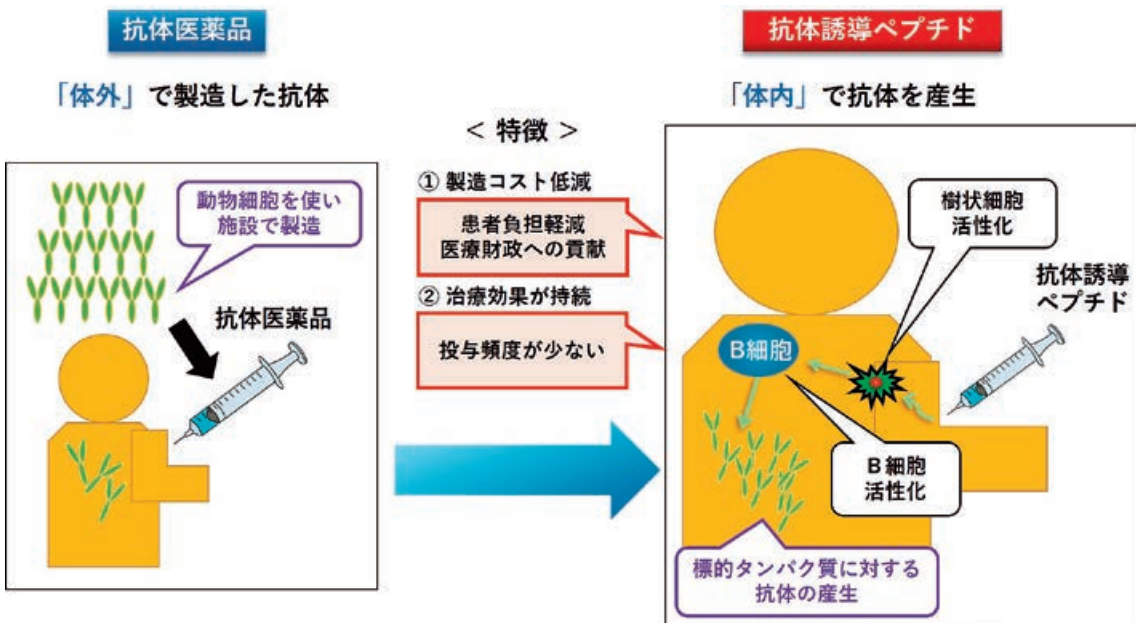 抗体医薬品
「体外」で製造した抗体
動物細胞を使い
施設で製造
抗体医薬品
< 特徴 >
① 製造コスト低減
患者負担軽減
医療財政への貢献
② 治療効果が持続
投与頻度が少ない
抗体誘導ペプチド
「体内」で抗体を産生
樹状細胞
活性化
抗体誘導
ペプチド
B細胞
B細胞
活性化
標的タンパク質に対する
抗体の産生